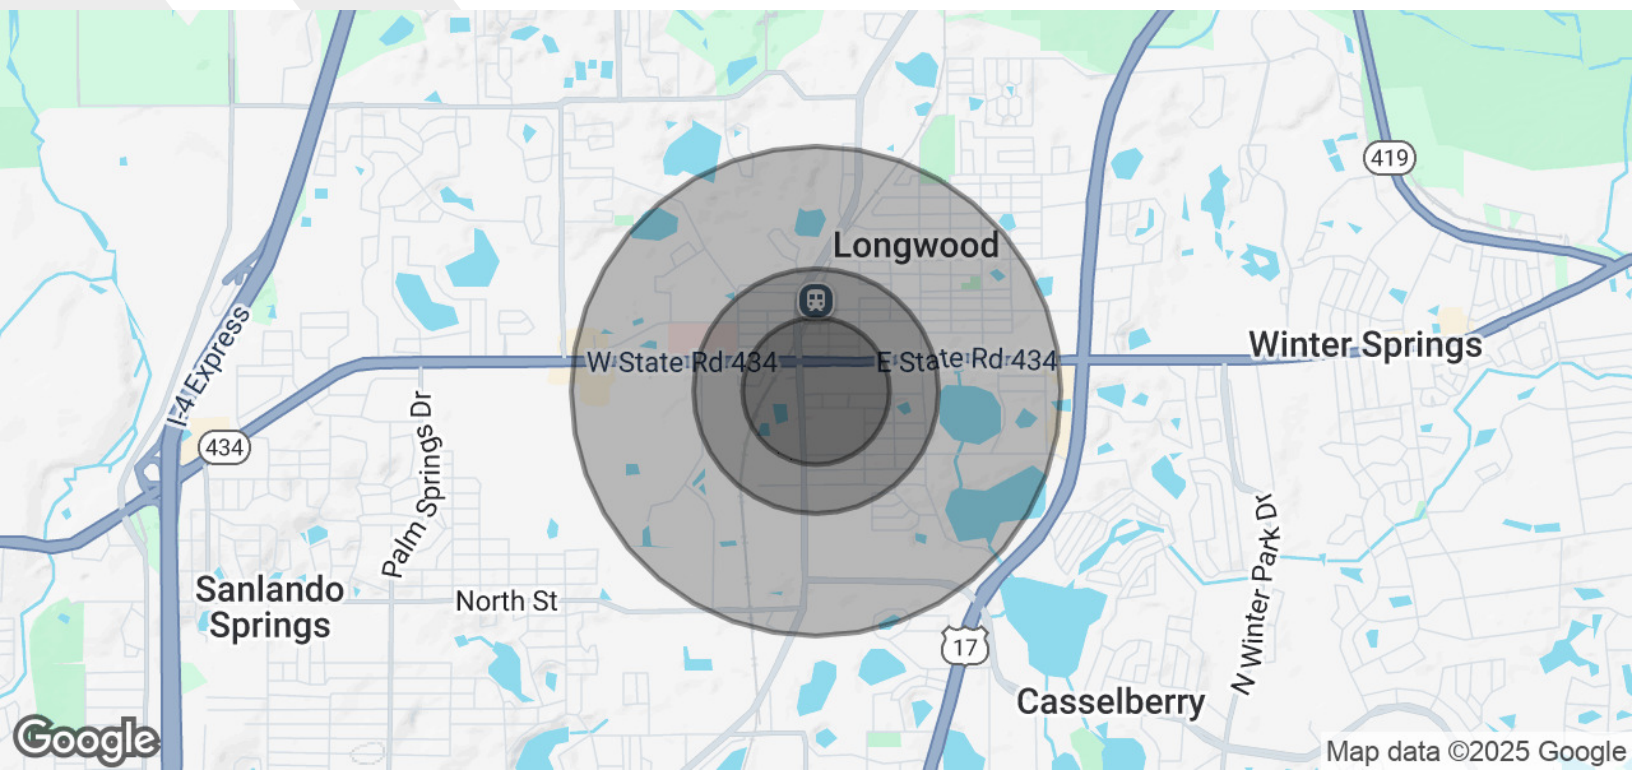 419
Longwood
Winter Springs
W State Rd 434
E State Rd 434
I-4 Express
434
Palm Springs Dr
Sanlando
Springs
North St
N Winter Park Dr
17
Casselberry
Google
Map data ©2025 Google